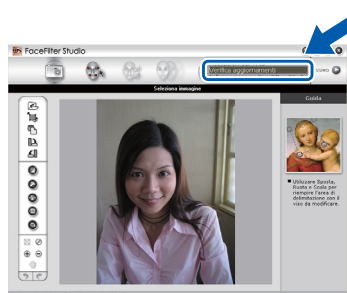 FaceFilter Studio
Verifica aggiornamenti
Seleziona immagine
Guida
Utilizzare Sposta,
Ruota o Scala per
riempire l'area di
delimitazione con il
viso da modificare.